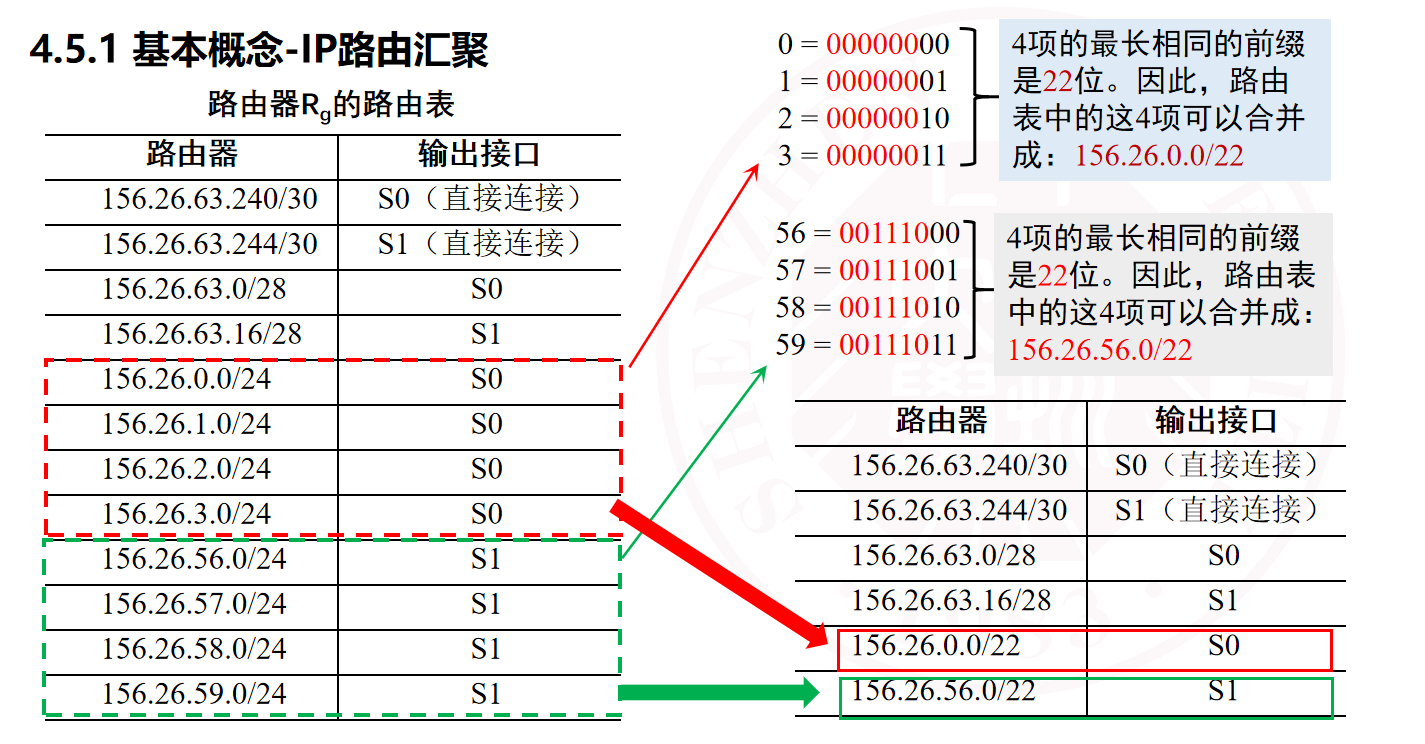 4.5.1 基本概念-IP路由汇聚
路由器Rg的路由表
路由器 输出接口
156.26.63.240/30 S0（直接连接）
156.26.63.244/30 S1（直接连接）
156.26.63.0/28 S0
156.26.63.16/28 S1
156.26.0.0/24 S0
156.26.1.0/24 S0
156.26.2.0/24 S0
156.26.3.0/24 S0
156.26.56.0/24 S1
156.26.57.0/24 S1
156.26.58.0/24 S1
156.26.59.0/24 S1
0 = 00000000
1 = 00000001
2 = 00000010
3 = 00000011
4项的最长相同的前缀
是22位。因此，路由
表中的这4项可以合并
成：156.26.0.0/22
56 = 00111000
57 = 00111001
58 = 00111010
59 = 00111011
4项的最长相同的前缀
是22位。因此，路由表
中的这4项可以合并成：
156.26.56.0/22
路由器 输出接口
156.26.63.240/30 S0（直接连接）
156.26.63.244/30 S1（直接连接）
156.26.63.0/28 S0
156.26.63.16/28 S1
156.26.0.0/22 S0
156.26.56.0/22 S1